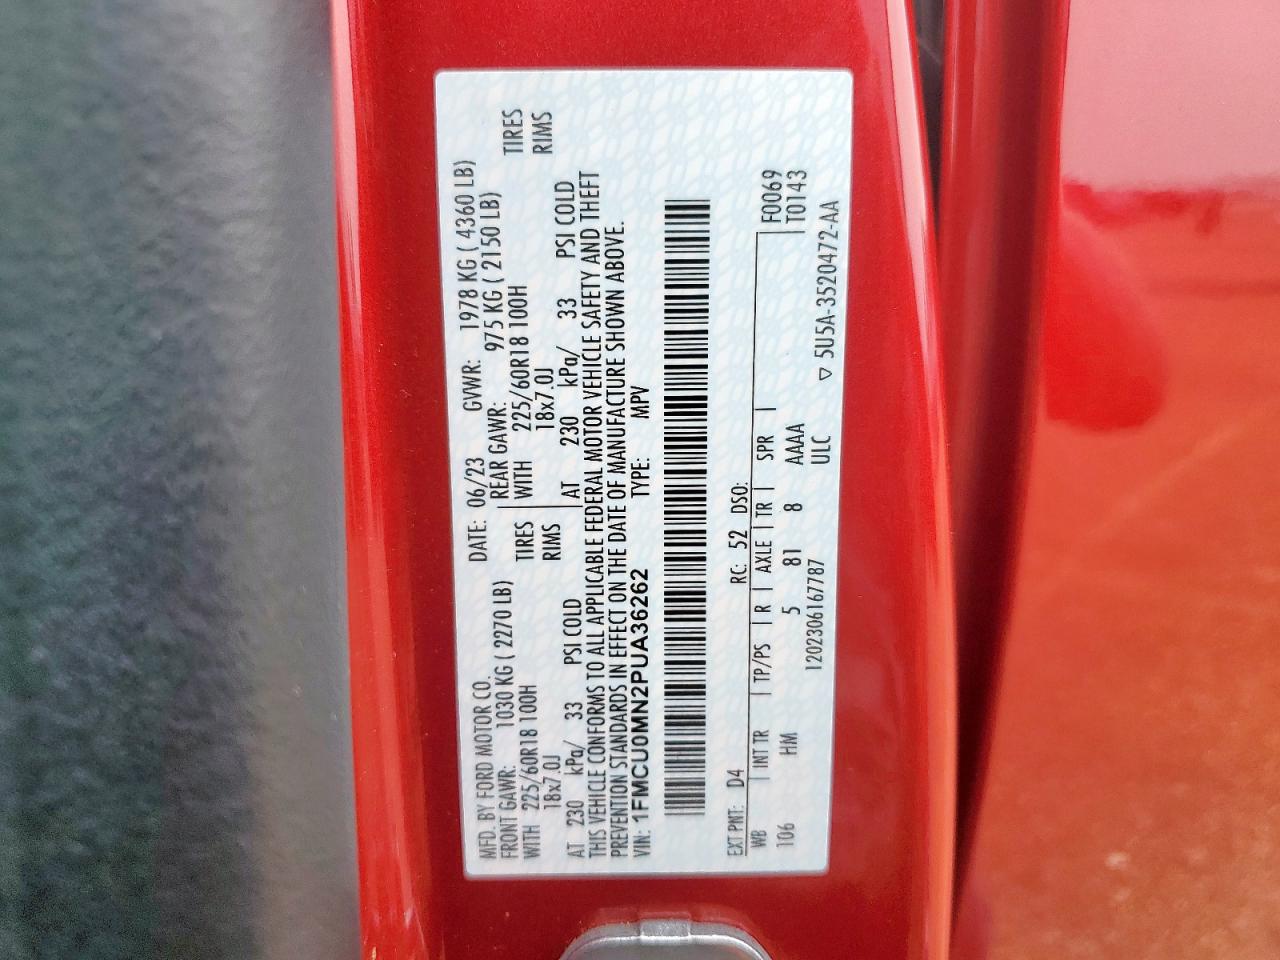 MFD. BY FORD MOTOR CO. DATE: 06/23 GVWR: 1978 KG ( 4360 LB)
FRONT GAWR: 1030 KG ( 2270 LB) REAR GAWR: 975 KG ( 2150 LB)
WITH 225/60R18 100H TIRES WITH 225/60R18 100H TIRES
18x7.0J RIMS 18x7.0J RIMS
AT 230 kPa/ 33 PSI COLD AT 230 kPa/ 33 PSI COLD
THIS VEHICLE CONFORMS TO ALL APPLICABLE FEDERAL MOTOR VEHICLE SAFETY AND THEFT
PREVENTION STANDARDS IN EFFECT ON THE DATE OF MANUFACTURE SHOWN ABOVE.
VIN: 1FMCU0MN2PUA36262 TYPE: MPV
EXT PNT: D4 RC: 52 DSO:
WB INT TR TP/PS R AXLE TR SPR F0069
106 HM 5 81 8 AAAA T0143
1202306167787 ULC ▽ 5U5A-3520472-AA